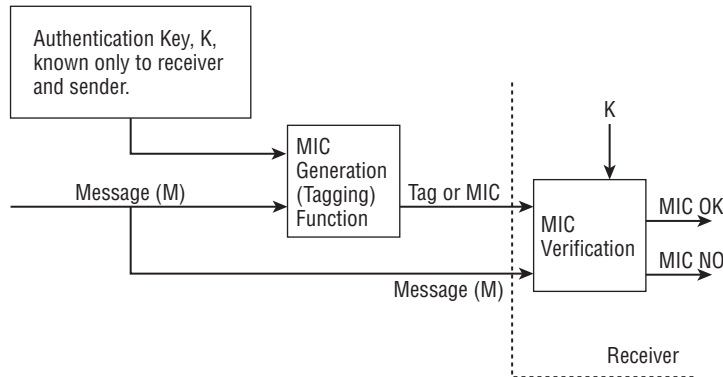 Authentication Key, K,
known only to receiver
and sender.
K
MIC
Generation
(Tagging)
Function
Message (M)
Tag or MIC
MIC
Verification
MIC OK
MIC NO
Message (M)
Receiver